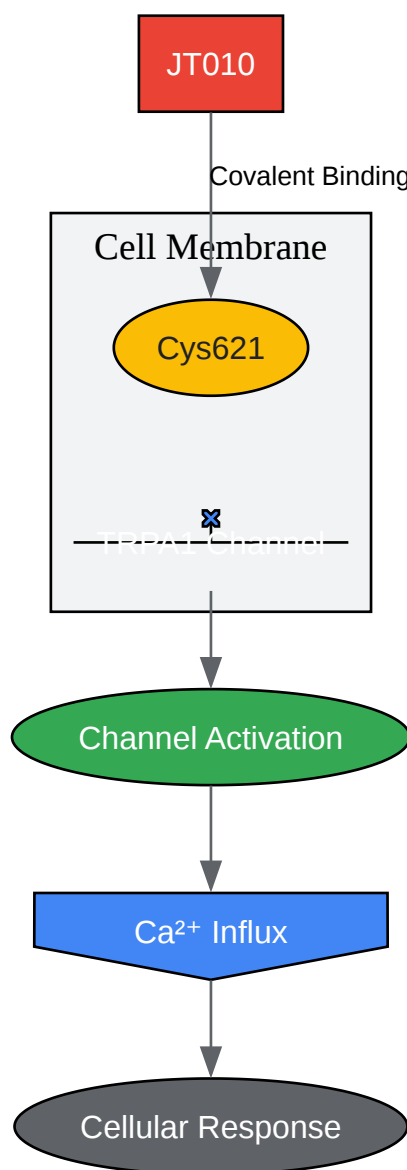 JT010
Covalent Binding
Cell Membrane
Cys621
TRPA1 Channel
Channel Activation
Ca²⁺ Influx
Cellular Response